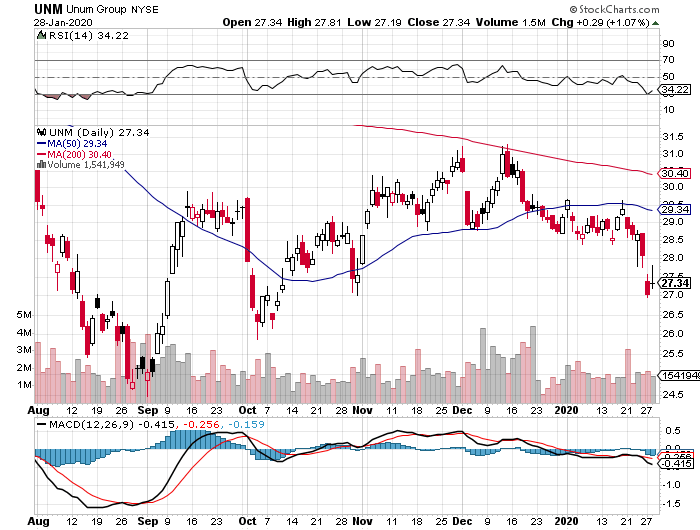 UNM Unum Group NYSE © StockCharts.com
28-Jan-2020 Open 27.34 High 27.81 Low 27.19 Close 27.34 Volume 1.5M Chg +0.29 (+1.07%)
RSI(14) 34.22
90
70
50
34.22
30
10
UNM (Daily) 27.34
MA(50) 29.34
MA(200) 30.40
Volume 1,541,949
31.5
31.0
30.40
30.0
29.5
29.34
29.0
28.5
28.0
27.34
27.0
26.5
26.0
25.5
24.5
5M
4M
3M
2M
1M
1541949
Aug 12 19 26 Sep 9 16 23 Oct 7 14 21 28 Nov 11 18 25 Dec 9 16 23 2020 13 21 27
MACD(12,26,9) -0.415, -0.256, -0.159
0.5
0.0
-0.256
-0.415
-1.0
-1.5
Aug 12 19 26 Sep 9 16 23 Oct 7 14 21 28 Nov 11 18 25 Dec 9 16 23 2020 13 21 27